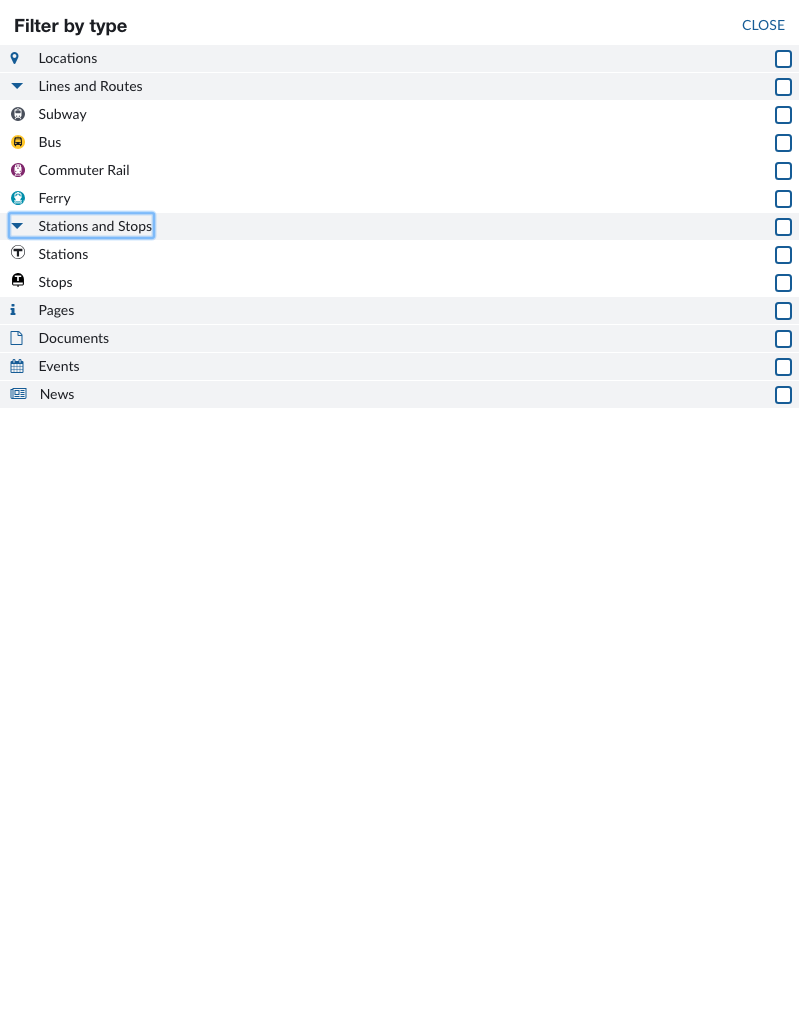 Filter by type
CLOSE
Locations
Lines and Routes
Subway
Bus
Commuter Rail
Ferry
Stations and Stops
Stations
Stops
Pages
Documents
Events
News